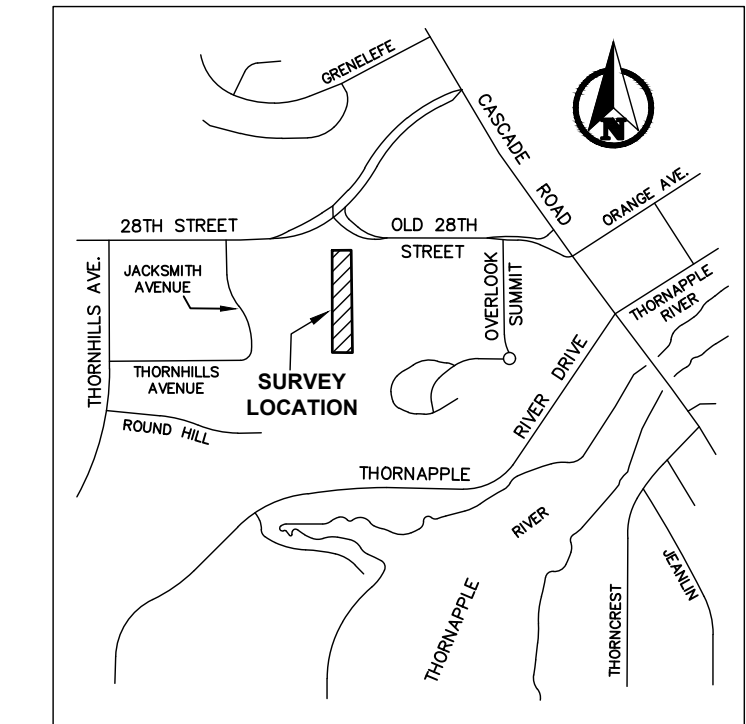 GRENELEFE
CASCADE ROAD
N
ORANGE AVE.
28TH STREET
OLD 28TH
STREET
JACKSMITH
AVENUE
THORNHILLS AVE.
OVERLOOK
SUMMIT
THORNAPPLE
RIVER
THORNHILLS
AVENUE
SURVEY
LOCATION
ROUND HILL
THORNAPPLE
RIVER DRIVE
RIVER
THORNAPPLE
THORNCREST
JEANLIN